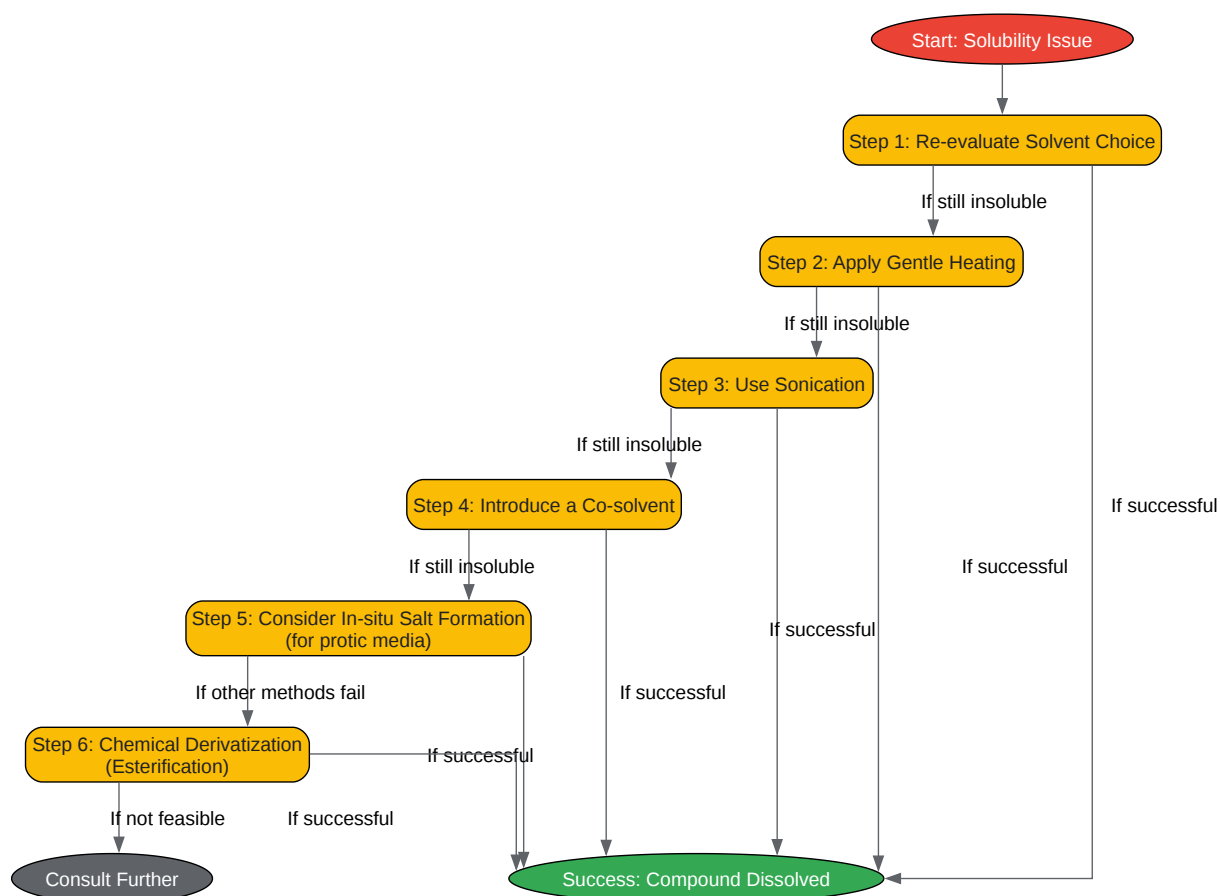 Start: Solubility Issue
Step 1: Re-evaluate Solvent Choice
If still insoluble
Step 2: Apply Gentle Heating
If still insoluble
Step 3: Use Sonication
If still insoluble
Step 4: Introduce a Co-solvent
If successful
If still insoluble
If successful
Step 5: Consider In-situ Salt Formation
(for protic media)
If successful
If other methods fail
If successful
Step 6: Chemical Derivatization
(Esterification)
If successful
If not feasible
If successful
Consult Further
Success: Compound Dissolved